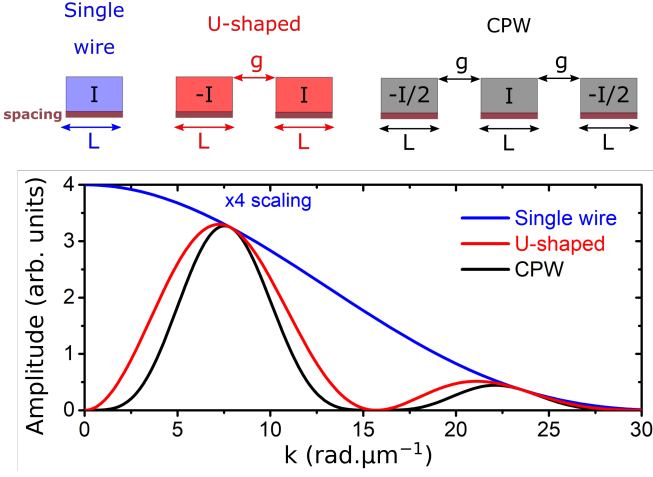 Single
wire
U-shaped
CPW
g
g
g
I
-I
I
-I/2
I
-I/2
spacing
L
L
L
L
L
L
4
3
2
1
0
x4 scaling
Single wire
U-shaped
CPW
Amplitude (arb. units)
0
5
10
15
20
25
30
k (rad.μm⁻¹)